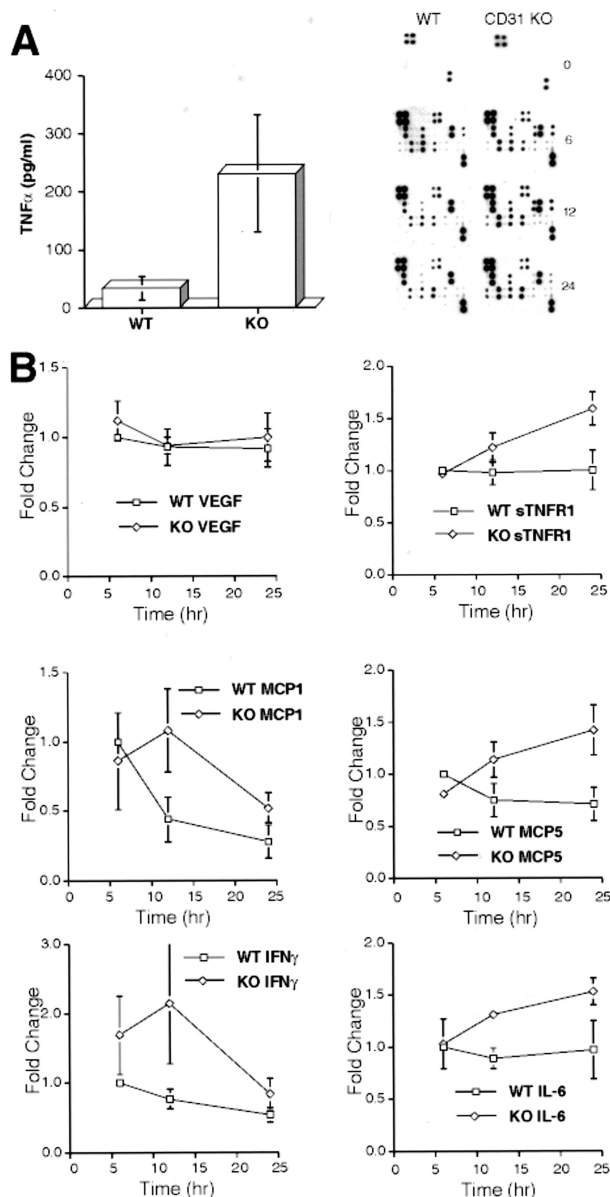 A
WT CD31 KO
0
6
12
24
TNFα (pg/ml)
400
300
200
100
0
WT KO
B
Fold Change
1.5
1.0
0.5
0.0
WT VEGF
KO VEGF
0 5 10 15 20 25
Time (hr)
Fold Change
2.0
1.5
1.0
0.5
0.0
WT sTNFR1
KO sTNFR1
0 5 10 15 20 25
Time (hr)
Fold Change
1.5
1.0
0.5
0.0
WT MCP1
KO MCP1
0 5 10 15 20 25
Time (hr)
Fold Change
2.0
1.5
1.0
0.5
0.0
WT MCP5
KO MCP5
0 5 10 15 20 25
Time (hr)
Fold Change
3.0
2.0
1.0
0.0
WT IFNγ
KO IFNγ
0 5 10 15 20 25
Time (hr)
Fold Change
2.0
1.5
1.0
0.5
0.0
WT IL-6
KO IL-6
0 5 10 15 20 25
Time (hr)